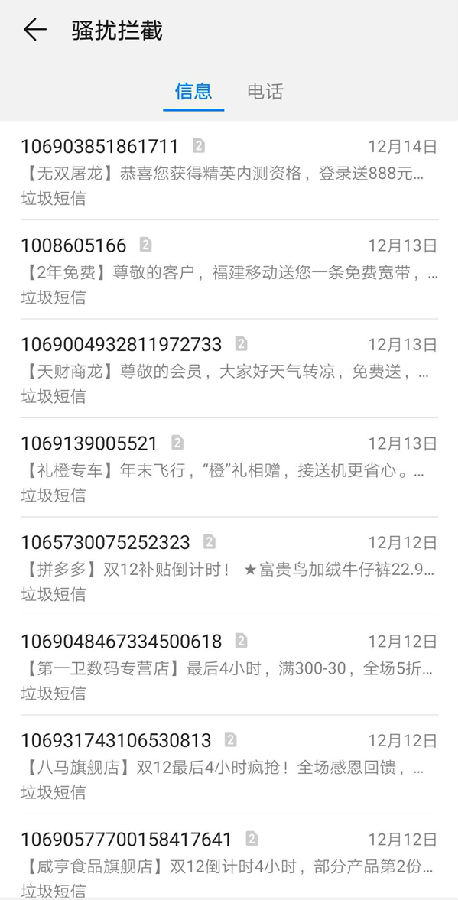 骚扰拦截
信息 电话
106903851861711 2 12月14日
【无双屠龙】恭喜您获得精英内测资格，登录送888元...
垃圾短信
1008605166 2 12月13日
【2年免费】尊敬的客户，福建移动送您一条免费宽带，...
垃圾短信
1069004932811972733 2 12月13日
【天财商龙】尊敬的会员，大家好天气转凉，免费送，...
垃圾短信
1069139005521 2 12月13日
【礼橙专车】年末飞行，“橙”礼相赠，接送机更省心。...
垃圾短信
1065730075252323 2 12月12日
【拼多多】双12补贴倒计时！ ★富贵鸟加绒牛仔裤22.9...
垃圾短信
1069048467334500618 2 12月12日
【第一卫数码专营店】最后4小时，满300-30，全场5折...
垃圾短信
106931743106530813 2 12月12日
【八马旗舰店】双12最后4小时疯抢！全场感恩回馈，...
垃圾短信
10690577700158417641 2 12月12日
【咸亨食品旗舰店】双12倒计时4小时，部分产品第2份...
垃圾短信